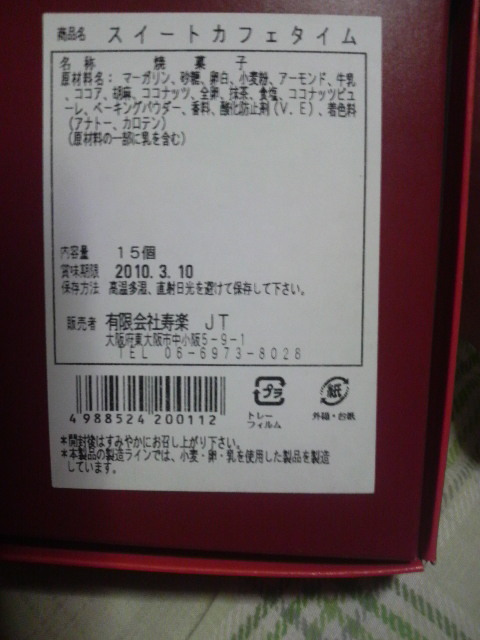 商品名 スイートカフェタイム
名称 焼菓子
原材料名: マーガリン、砂糖、卵白、小麦粉、アーモンド、牛乳
、ココア、胡麻、ココナッツ、全卵、抹茶、食塩、ココナッツピュ
ーレ、ベーキングパウダー、香料、酸化防止剤(V.E)、着色料
(アナトー、カロテン)
(原材料の一部に乳を含む)
内容量 15個
賞味期限 2010.3.10
保存方法 高温多湿、直射日光を避けて保存して下さい。
販売者 有限会社寿楽 JT
大阪府東大阪市中小阪5-9-1
TEL 06-6973-8028
4988524200112
プラ
トレー
フィルム
紙
外箱・台紙
*開封後はすみやかにお召し上がり下さい。
*本製品の製造ラインでは、小麦・卵・乳を使用した製品を製造
しています。